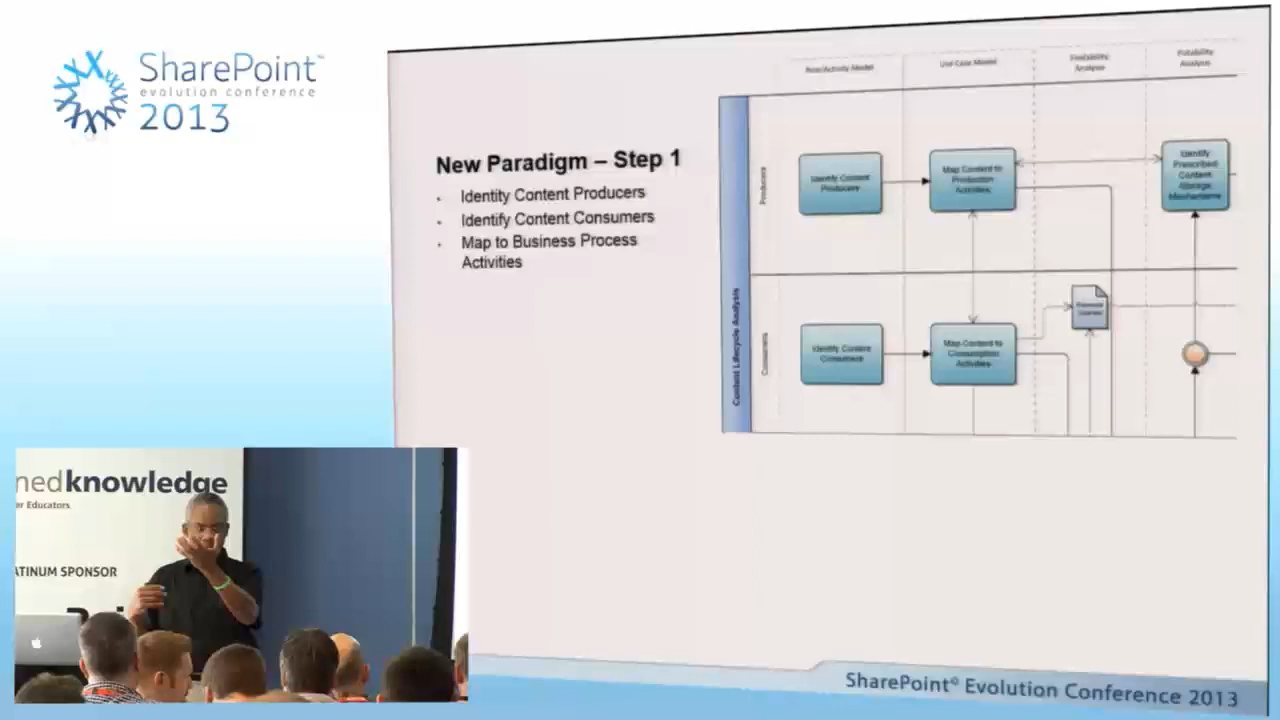 SharePoint™
evolution conference
2013
New Paradigm – Step 1
Identity Content Producers
Identify Content Consumers
Map to Business Process
Activities
Role/Activity Model
Use Case Model
Findability
Analysis
Putability
Analysis
Content Lifecycle Analysis
Producers
Identify Content
Producers
Map Content to
Production
Activities
Identify
Prescribed
Content
Storage
Mechanisms
Consumers
Identify Content
Consumers
Map Content to
Consumption
Activities
nedknowledge
er Educators
ATINUM SPONSOR
SharePoint® Evolution Conference 2013